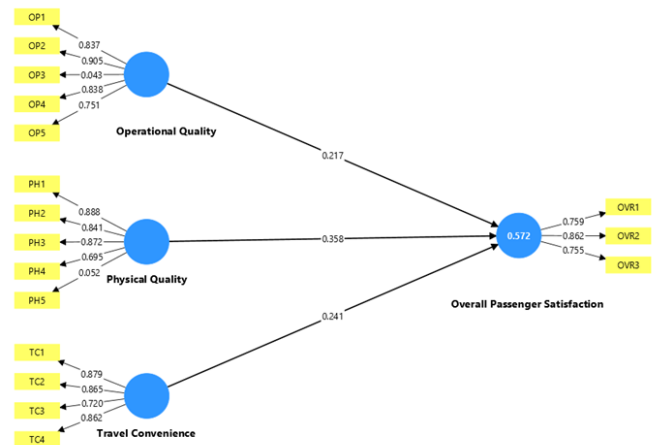 OP1
0.837
OP2
0.905
OP3
0.043
OP4
0.838
OP5
0.751
Operational Quality
0.217
PH1
0.888
PH2
0.841
PH3
0.872
PH4
0.695
PH5
0.052
Physical Quality
0.358
TC1
0.879
TC2
0.865
TC3
0.720
TC4
0.862
Travel Convenience
0.241
0.572
Overall Passenger Satisfaction
0.759
OVR1
0.862
OVR2
0.755
OVR3